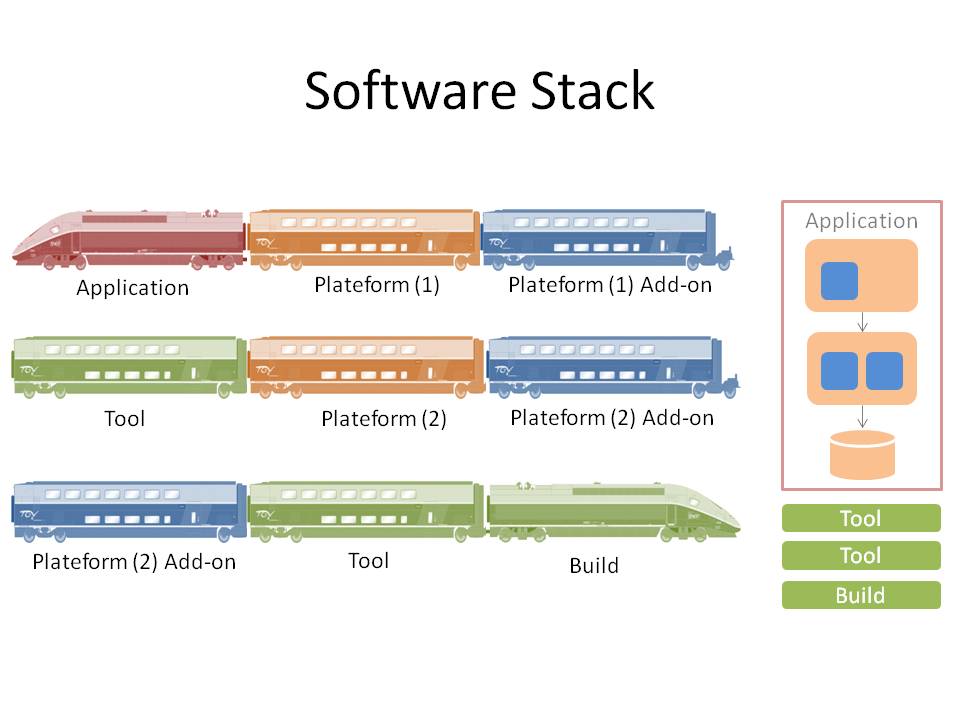 Software Stack
Application
Plateform (1)
Plateform (1) Add-on
Tool
Plateform (2)
Plateform (2) Add-on
Plateform (2) Add-on
Tool
Build
Application
Tool
Tool
Build